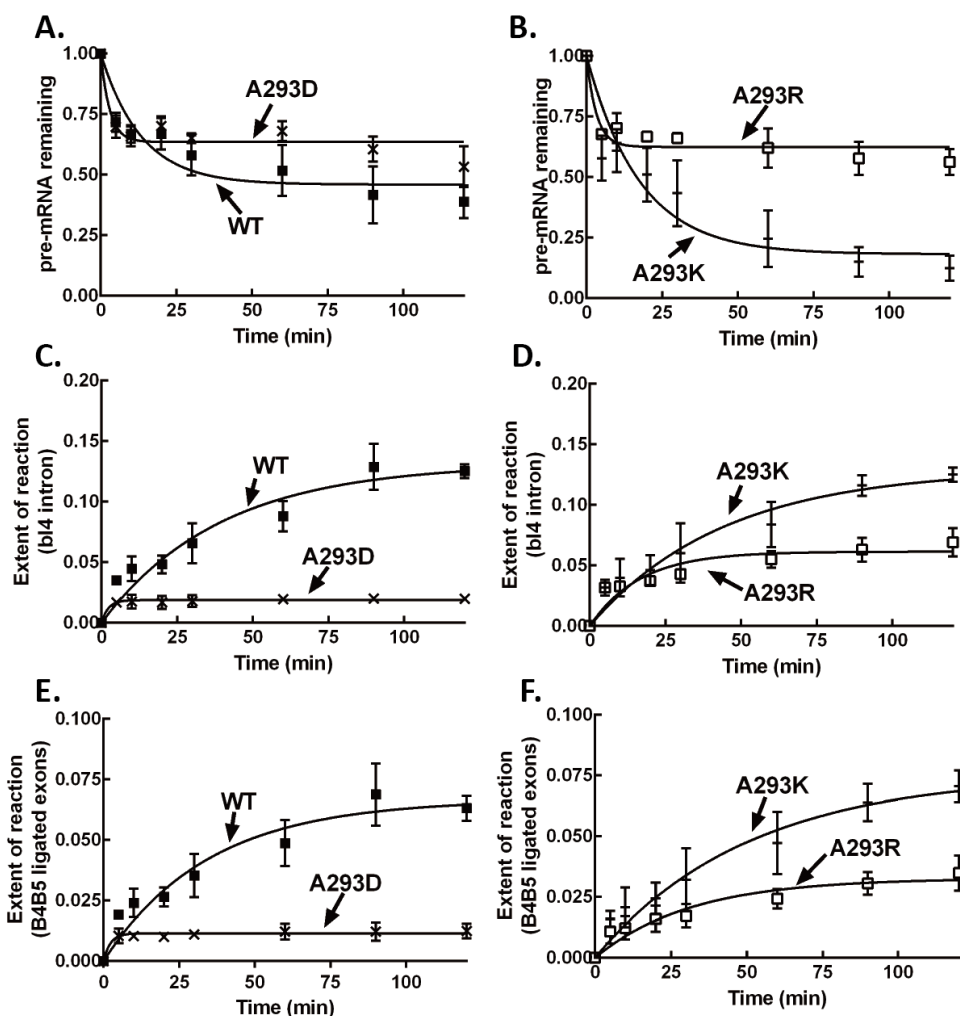 A.
pre-mRNA remaining
1.00
0.75
0.50
0.25
0.00
A293D
WT
0 25 50 75 100
Time (min)
B.
pre-mRNA remaining
1.00
0.75
0.50
0.25
0.00
A293R
A293K
0 25 50 75 100
Time (min)
C.
Extent of reaction
(bI4 intron)
0.20
0.15
0.10
0.05
0.00
WT
A293D
0 25 50 75 100
Time (min)
D.
Extent of reaction
(bI4 intron)
0.20
0.15
0.10
0.05
0.00
A293K
A293R
0 25 50 75 100
Time (min)
E.
Extent of reaction
(B4B5 ligated exons)
0.100
0.075
0.050
0.025
0.000
WT
A293D
0 25 50 75 100
Time (min)
F.
Extent of reaction
(B4B5 ligated exons)
0.100
0.075
0.050
0.025
0.000
A293K
A293R
0 25 50 75 100
Time (min)